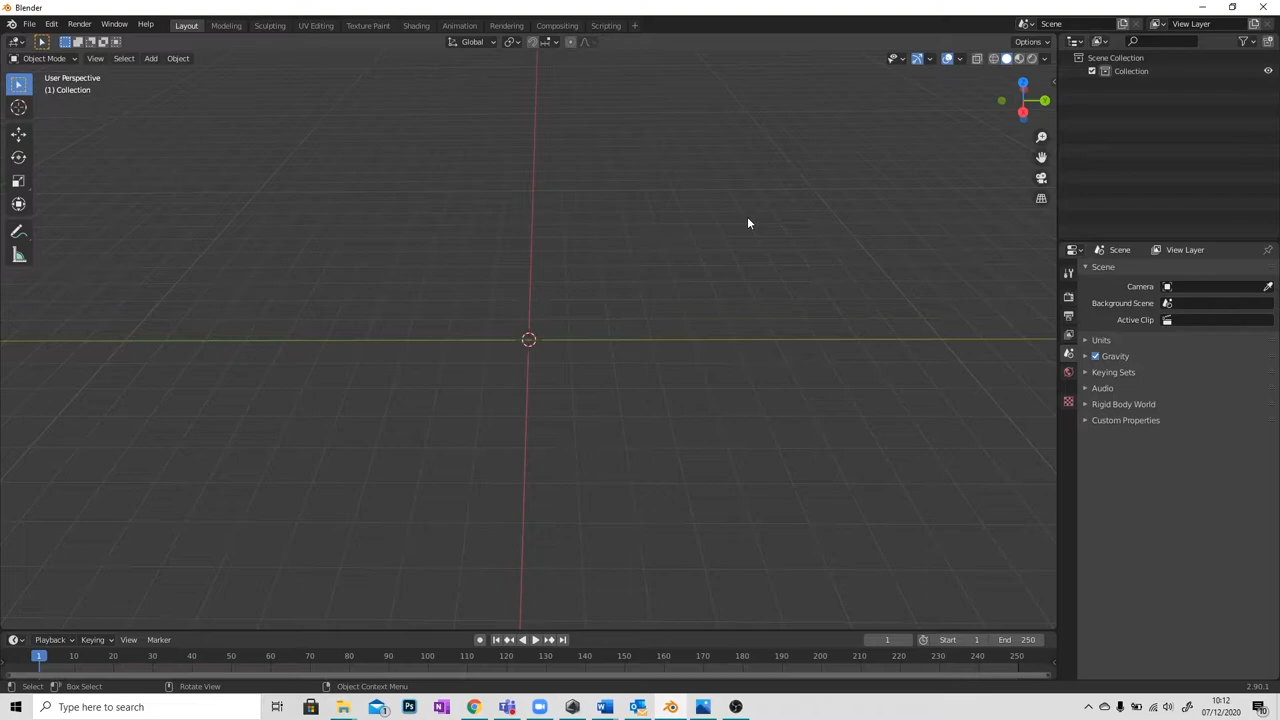 Blender
File Edit Render Window Help Layout Modeling Sculpting UV Editing Texture Paint Shading Animation Rendering Compositing Scripting + Scene View Layer
Global Options
Object Mode View Select Add Object
User Perspective
(1) Collection
Scene Collection
Collection
Y
Scene View Layer
Scene
Camera
Background Scene
Active Clip
Units
Gravity
Keying Sets
Audio
Rigid Body World
Custom Properties
Playback Keying View Marker 1 Start 1 End 250
1 10 20 30 40 50 60 70 80 90 100 110 120 130 140 150 160 170 180 190 200 210 220 230 240 250
Select Box Select Rotate View Object Context Menu 2.90.1
Type here to search
10:12
07/12/2020